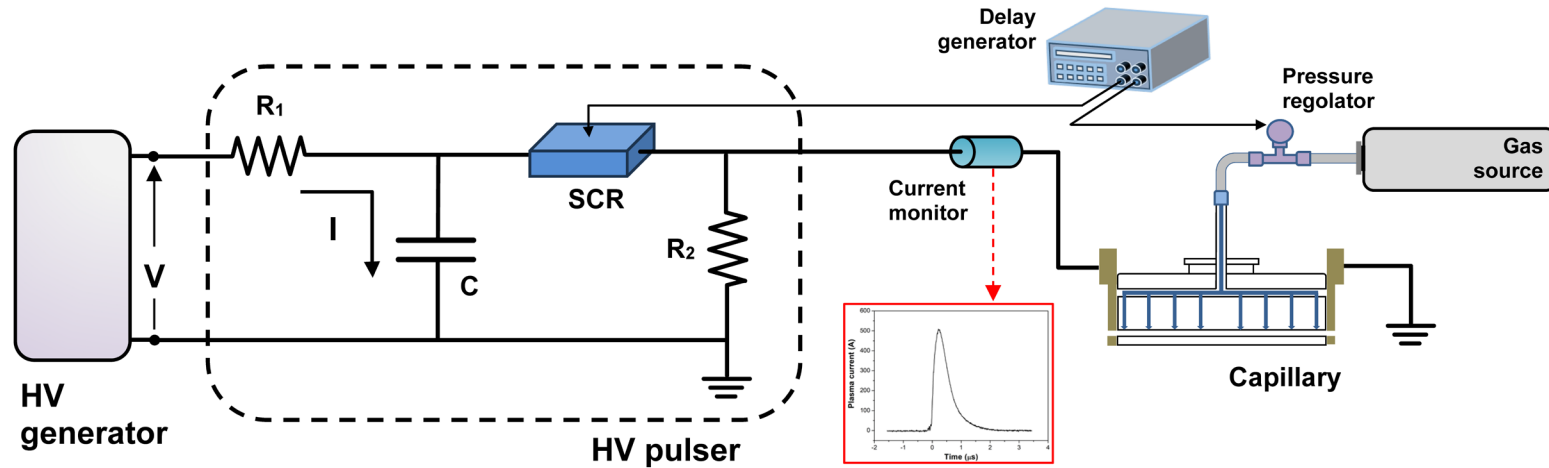 Delay
generator
Pressure
regolator
Gas
source
R₁
SCR
I
V
C
R₂
Current
monitor
Capillary
HV
generator
HV pulser
Plasma current (A)
600
500
400
300
200
100
0
-2 -1 0 1 2 3 4
Time (μs)